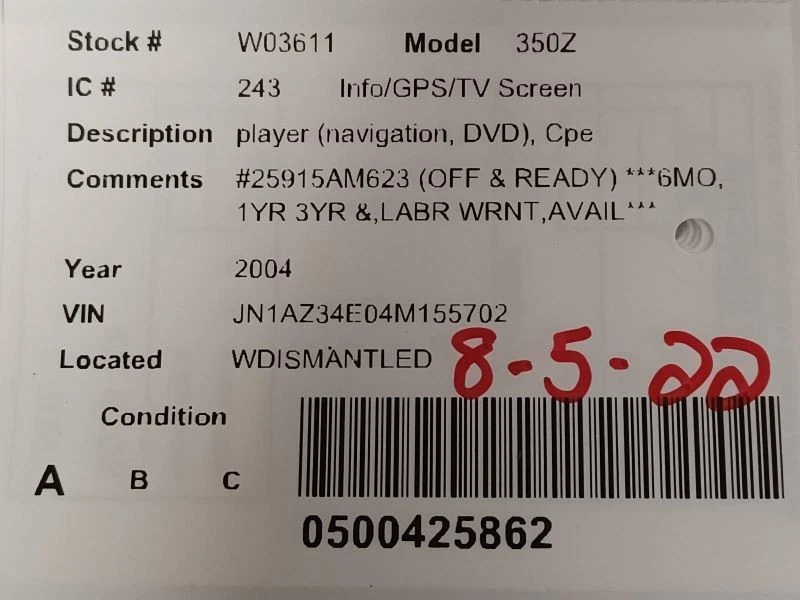 Stock # W03611 Model 350Z
IC # 243 Info/GPS/TV Screen
Description player (navigation, DVD), Cpe
Comments #25915AM623 (OFF & READY) ***6MO,
1YR 3YR &,LABR WRNT,AVAIL***
Year 2004
VIN JN1AZ34E04M155702
Located WDISMANTLED 8-5-22
Condition
A B C
0500425862